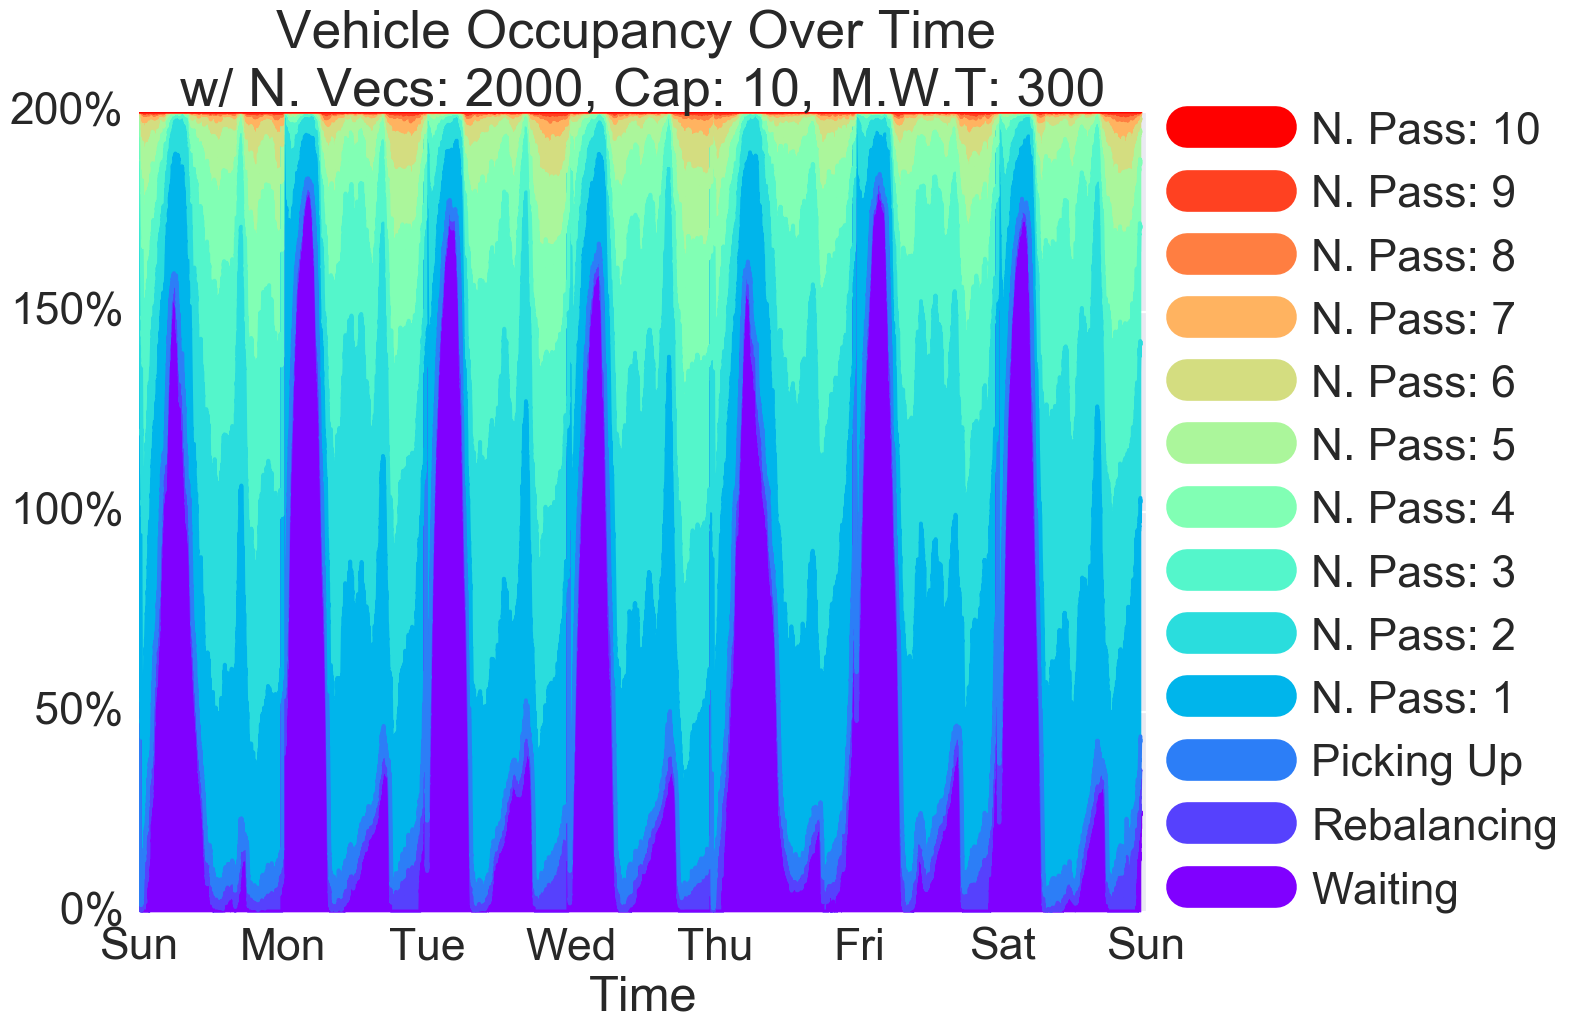 Vehicle Occupancy Over Time
w/ N. Vecs: 2000, Cap: 10, M.W.T: 300
200%
150%
100%
50%
0%
Sun Mon Tue Wed Thu Fri Sat Sun
Time
N. Pass: 10
N. Pass: 9
N. Pass: 8
N. Pass: 7
N. Pass: 6
N. Pass: 5
N. Pass: 4
N. Pass: 3
N. Pass: 2
N. Pass: 1
Picking Up
Rebalancing
Waiting